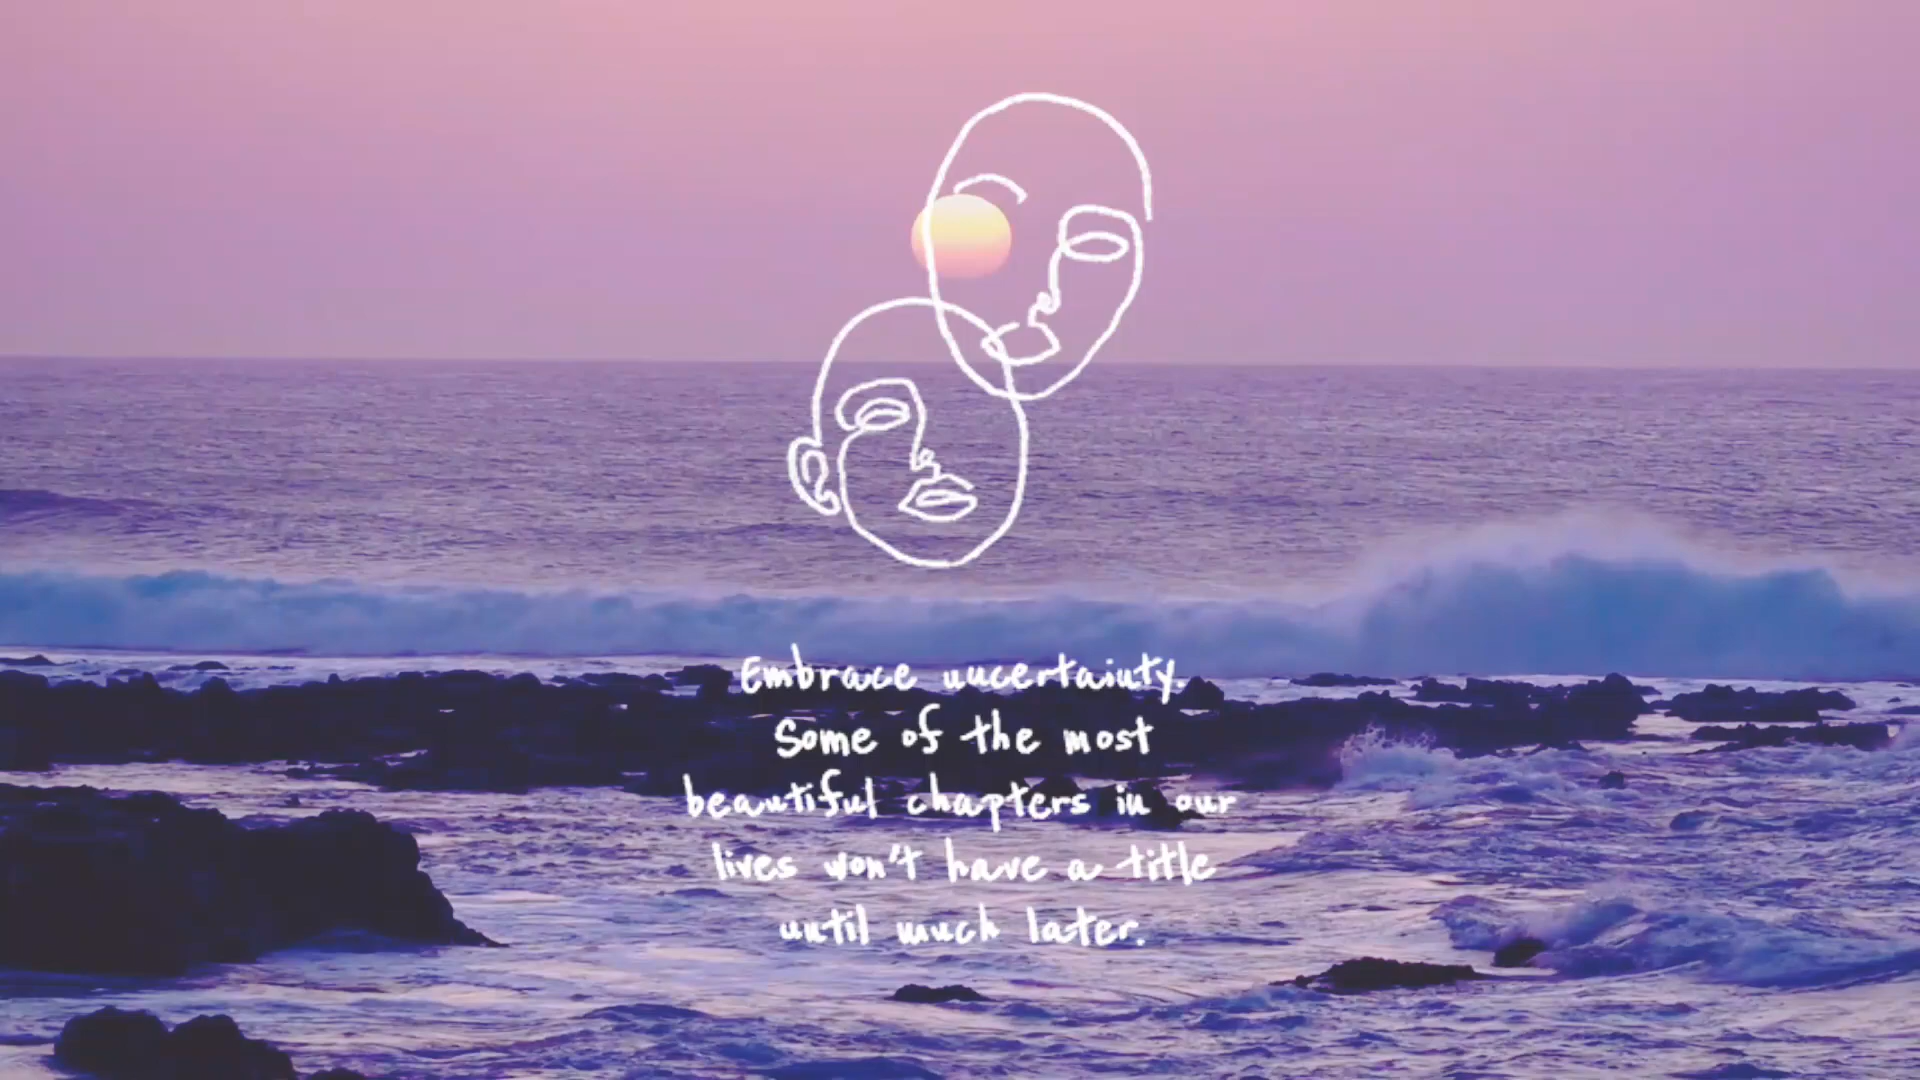 Embrace uncertainty.
Some of the most
beautiful chapters in our
lives won't have a title
until much later.